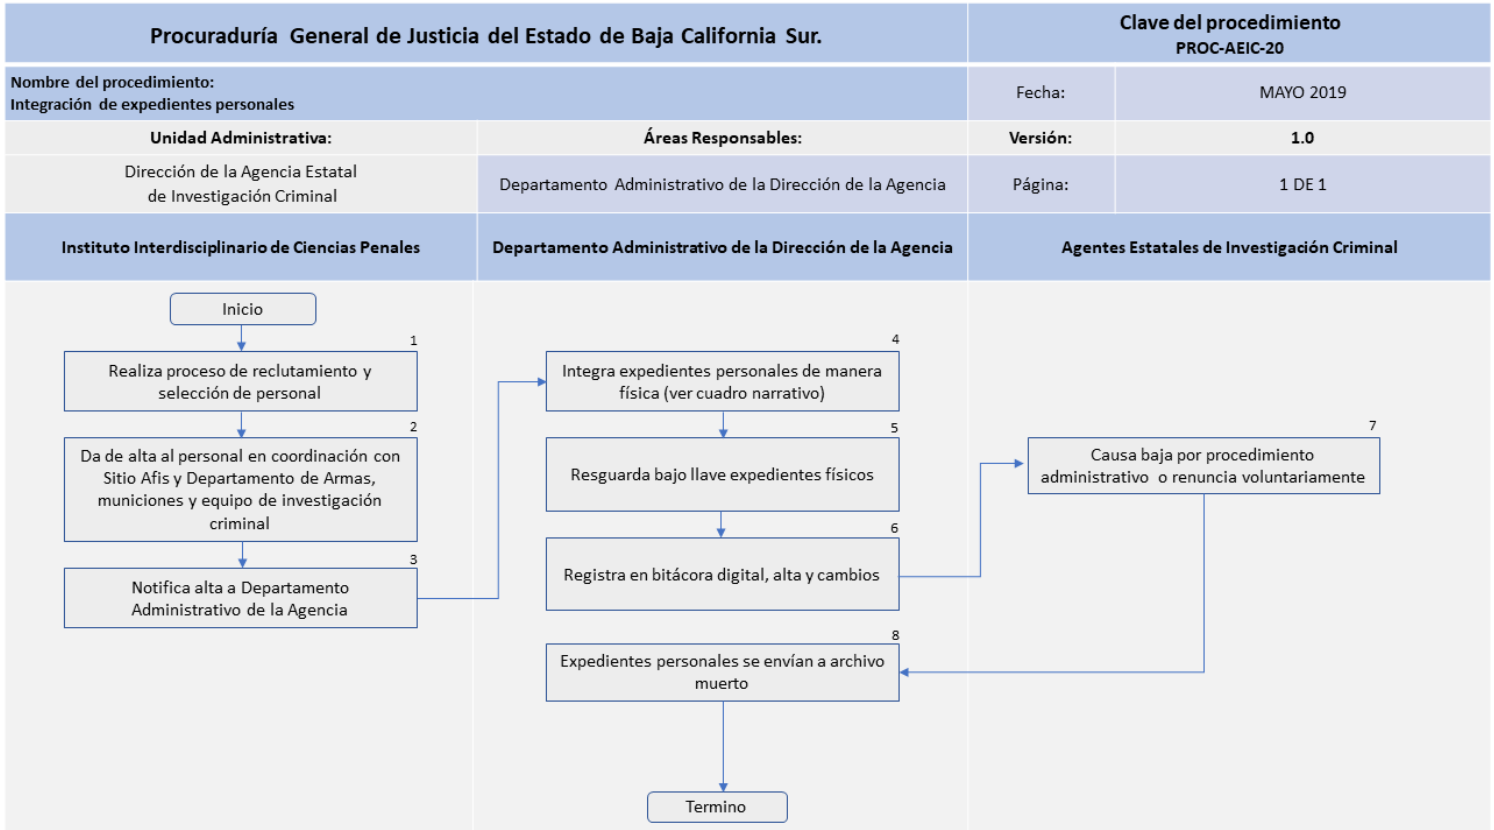 Procuraduría General de Justicia del Estado de Baja California Sur.
Clave del procedimiento
PROC-AEIC-20
Nombre del procedimiento:
Integración de expedientes personales
Fecha:
MAYO 2019
Unidad Administrativa:
Áreas Responsables:
Versión:
1.0
Dirección de la Agencia Estatal
de Investigación Criminal
Departamento Administrativo de la Dirección de la Agencia
Página:
1 DE 1
Instituto Interdisciplinario de Ciencias Penales
Departamento Administrativo de la Dirección de la Agencia
Agentes Estatales de Investigación Criminal
Inicio
1
Realiza proceso de reclutamiento y
selección de personal
2
Da de alta al personal en coordinación con
Sitio Afis y Departamento de Armas,
municiones y equipo de investigación
criminal
3
Notifica alta a Departamento
Administrativo de la Agencia
4
Integra expedientes personales de manera
física (ver cuadro narrativo)
5
Resguarda bajo llave expedientes físicos
6
Registra en bitácora digital, alta y cambios
7
Causa baja por procedimiento
administrativo o renuncia voluntariamente
8
Expedientes personales se envían a archivo
muerto
Termino